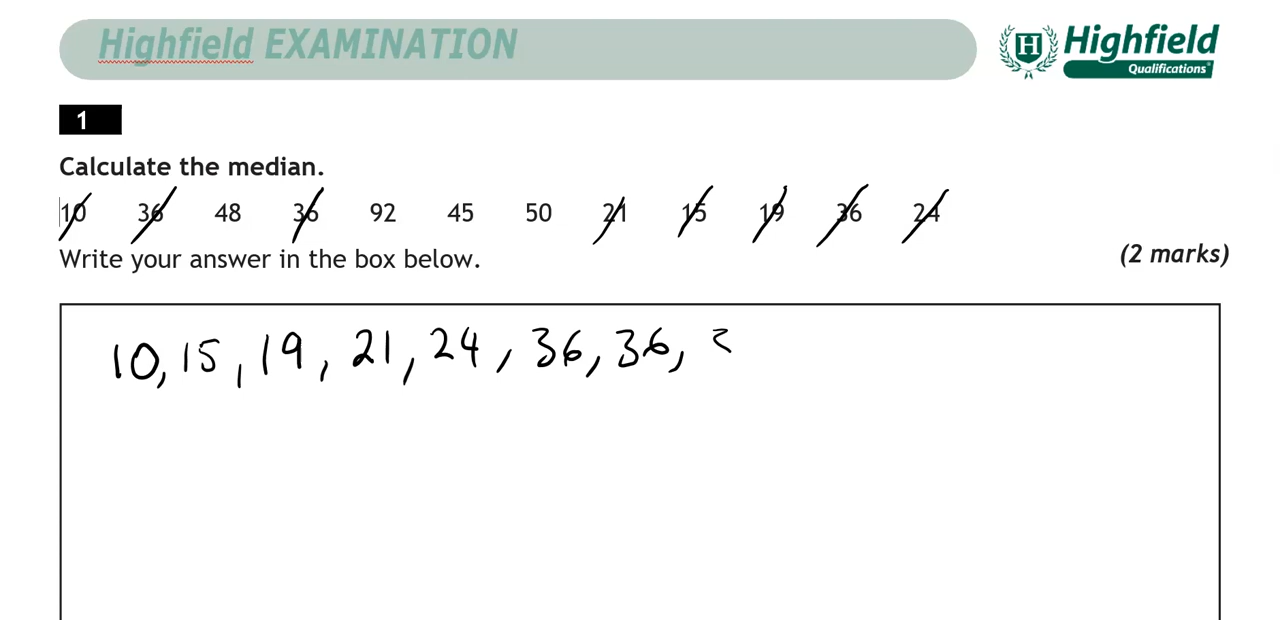 Highfield EXAMINATION
H Highfield
Qualifications
1
Calculate the median.
10 36 48 36 92 45 50 21 15 19 36 24
Write your answer in the box below.
(2 marks)
10, 15, 19, 21, 24, 36, 36, 3